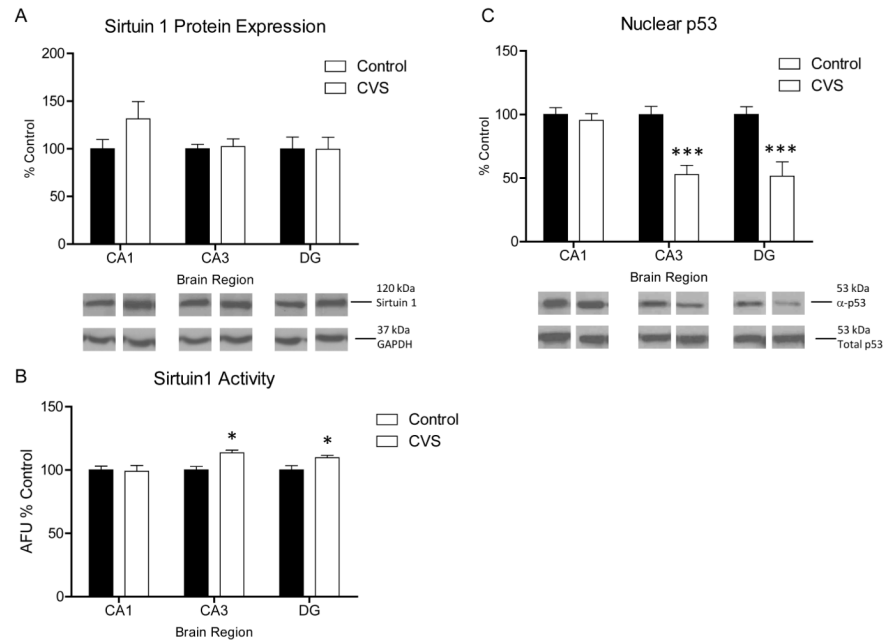 A
Sirtuin 1 Protein Expression
200
150
100
50
0
% Control
Control
CVS
CA1 CA3 DG
Brain Region
120 kDa
Sirtuin 1
37 kDa
GAPDH
B
Sirtuin1 Activity
150
100
50
0
AFU % Control
Control
CVS
* *
CA1 CA3 DG
Brain Region
C
Nuclear p53
150
100
50
0
% Control
Control
CVS
*** ***
CA1 CA3 DG
Brain Region
53 kDa
α-p53
53 kDa
Total p53